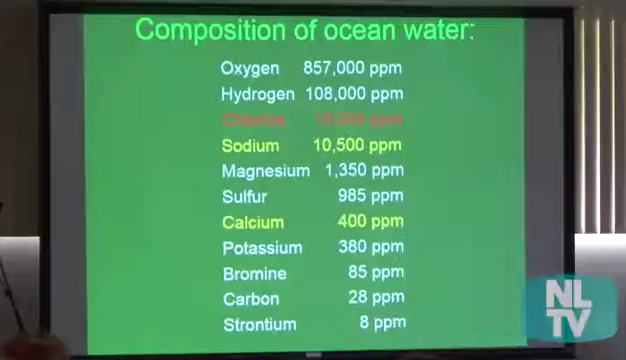 Composition of ocean water:
Oxygen 857,000 ppm
Hydrogen 108,000 ppm
Chlorine ppm
Sodium 10,500 ppm
Magnesium 1,350 ppm
Sulfur 985 ppm
Calcium 400 ppm
Potassium 380 ppm
Bromine 85 ppm
Carbon 28 ppm
Strontium 8 ppm
NL
TV